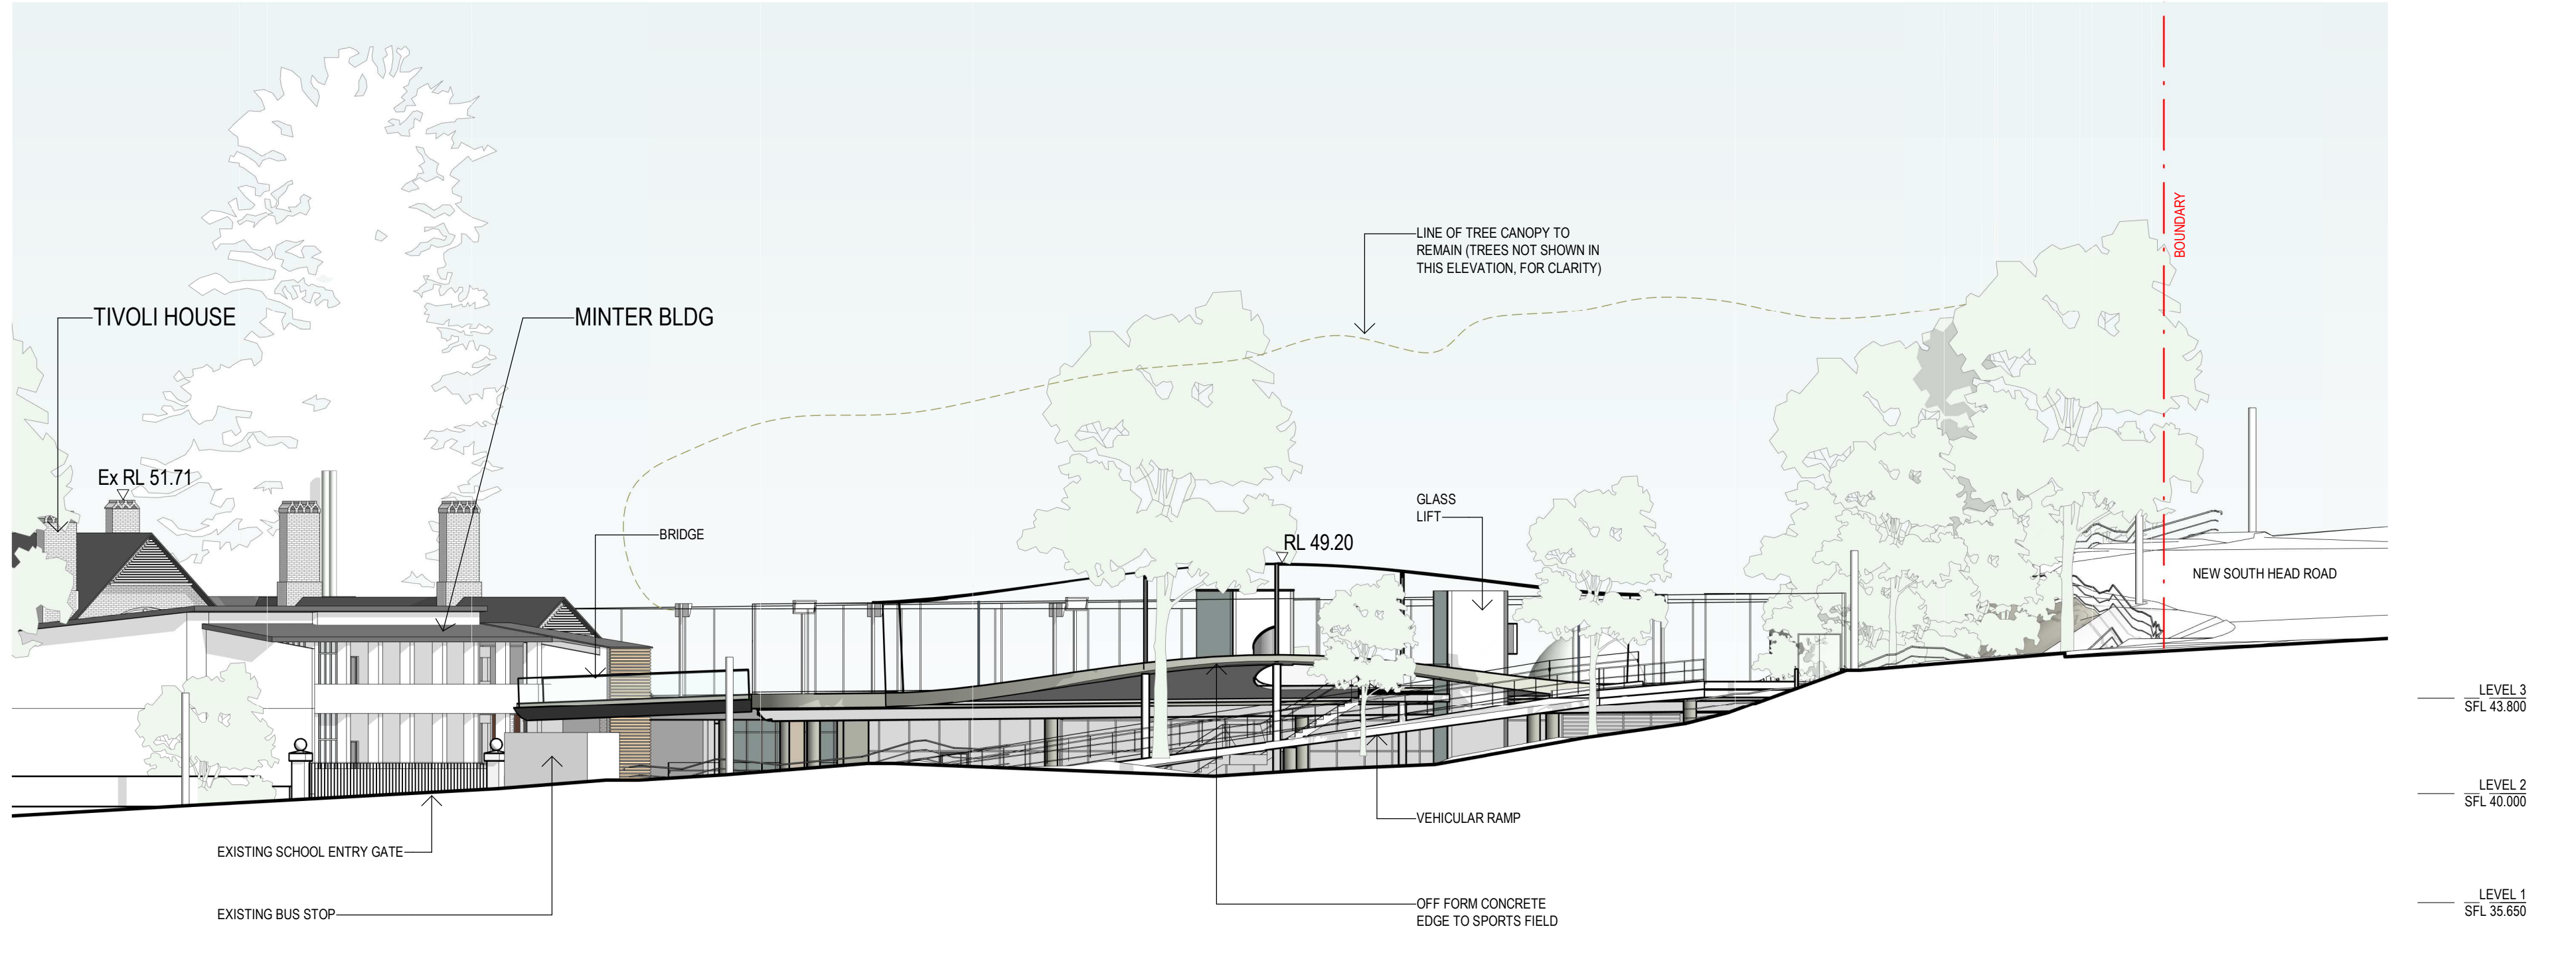 BOUNDARY
LINE OF TREE CANOPY TO
REMAIN (TREES NOT SHOWN IN
THIS ELEVATION, FOR CLARITY)
TIVOLI HOUSE
MINTER BLDG
Ex RL 51.71
GLASS
LIFT
BRIDGE
RL 49.20
NEW SOUTH HEAD ROAD
LEVEL 3
SFL 43.800
LEVEL 2
SFL 40.000
VEHICULAR RAMP
EXISTING SCHOOL ENTRY GATE
LEVEL 1
SFL 35.650
OFF FORM CONCRETE
EDGE TO SPORTS FIELD
EXISTING BUS STOP